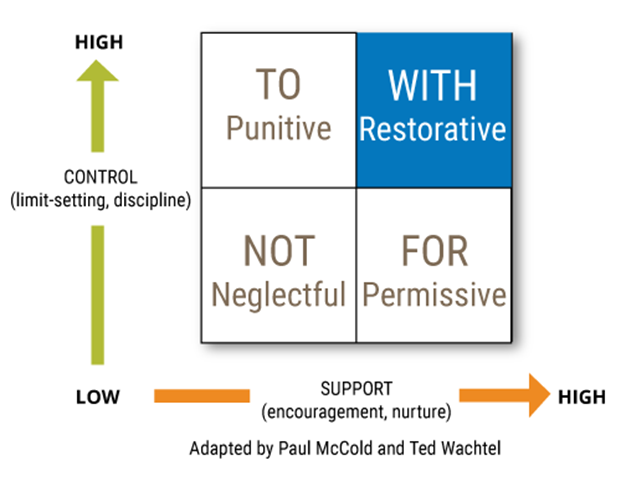 HIGH
TO
Punitive
WITH
Restorative
CONTROL
(limit-setting, discipline)
NOT
Neglectful
FOR
Permissive
LOW
SUPPORT
(encouragement, nurture)
HIGH
Adapted by Paul McCold and Ted Wachtel